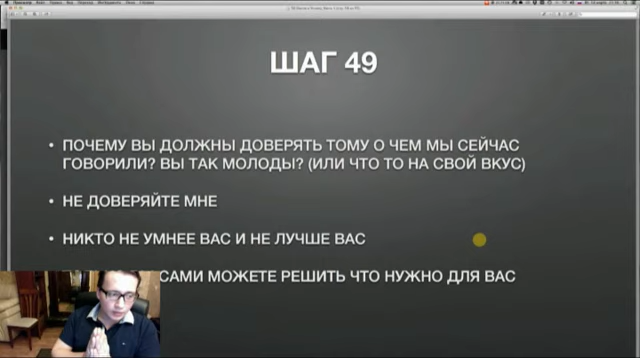 ШАГ 49
• ПОЧЕМУ ВЫ ДОЛЖНЫ ДОВЕРЯТЬ ТОМУ О ЧЕМ МЫ СЕЙЧАС
ГОВОРИЛИ? ВЫ ТАК МОЛОДЫ? (ИЛИ ЧТО ТО НА СВОЙ ВКУС)
• НЕ ДОВЕРЯЙТЕ МНЕ
• НИКТО НЕ УМНЕЕ ВАС И НЕ ЛУЧШЕ ВАС
САМИ МОЖЕТЕ РЕШИТЬ ЧТО НУЖНО ДЛЯ ВАС